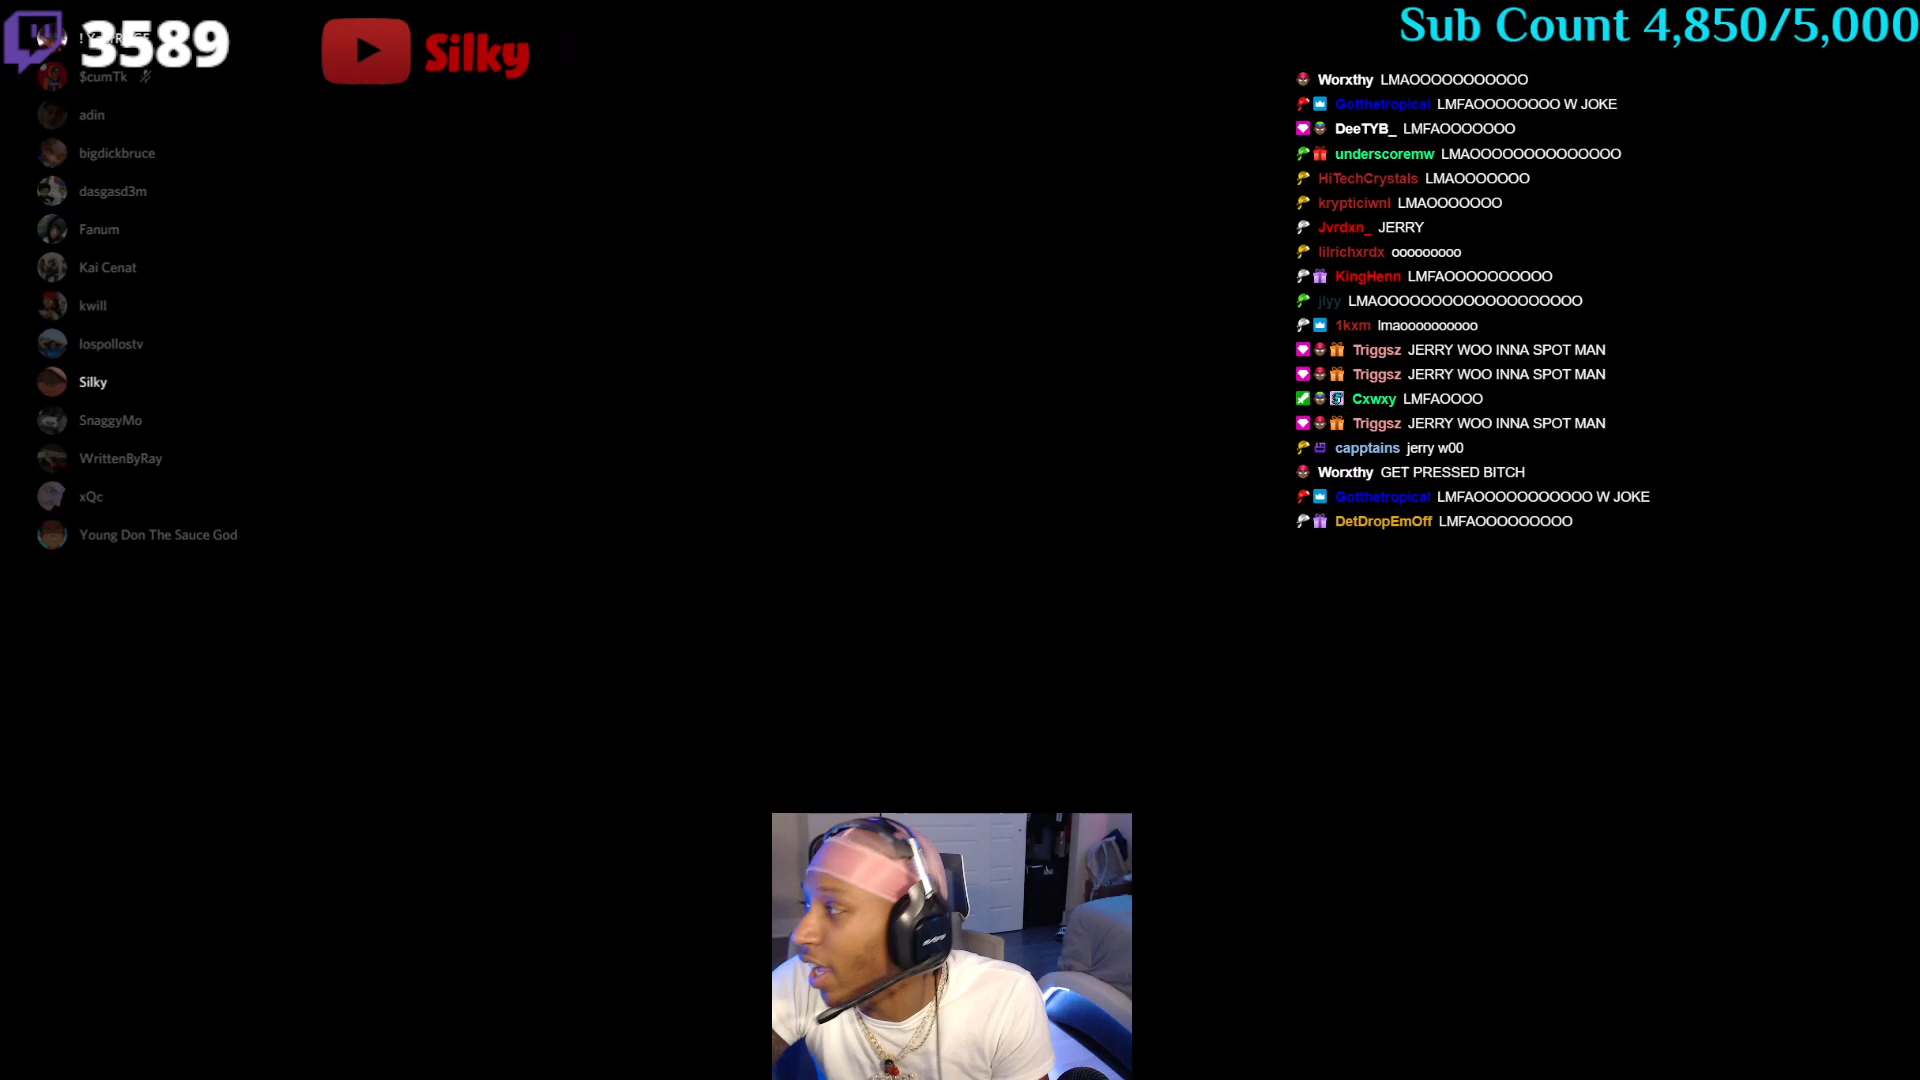 3589
Silky
Sub Count 4,850/5,000
$cumTk
adin
bigdickbruce
dasgasd3m
Fanum
Kai Cenat
kwill
lospollostv
Silky
SnaggyMo
WrittenByRay
xQc
Young Don The Sauce God
Worxthy LMAOOOOOOOOOOO
Gotthetropical LMFAOOOOOOOO W JOKE
DeeTYB_ LMFAOOOOOOO
underscoremw LMAOOOOOOOOOOOOOO
HiTechCrystals LMAOOOOOOO
krypticiwnl LMAOOOOOOO
Jvrdxn_ JERRY
lilrichxrdx ooooooooo
KingHenn LMFAOOOOOOOOOO
jlyy LMAOOOOOOOOOOOOOOOOOOO
1kxm lmaoooooooooo
Triggsz JERRY WOO INNA SPOT MAN
Triggsz JERRY WOO INNA SPOT MAN
Cxwxy LMFAOOOO
Triggsz JERRY WOO INNA SPOT MAN
capptains jerry w00
Worxthy GET PRESSED BITCH
Gotthetropical LMFAOOOOOOOOOOO W JOKE
DetDropEmOff LMFAOOOOOOOOO